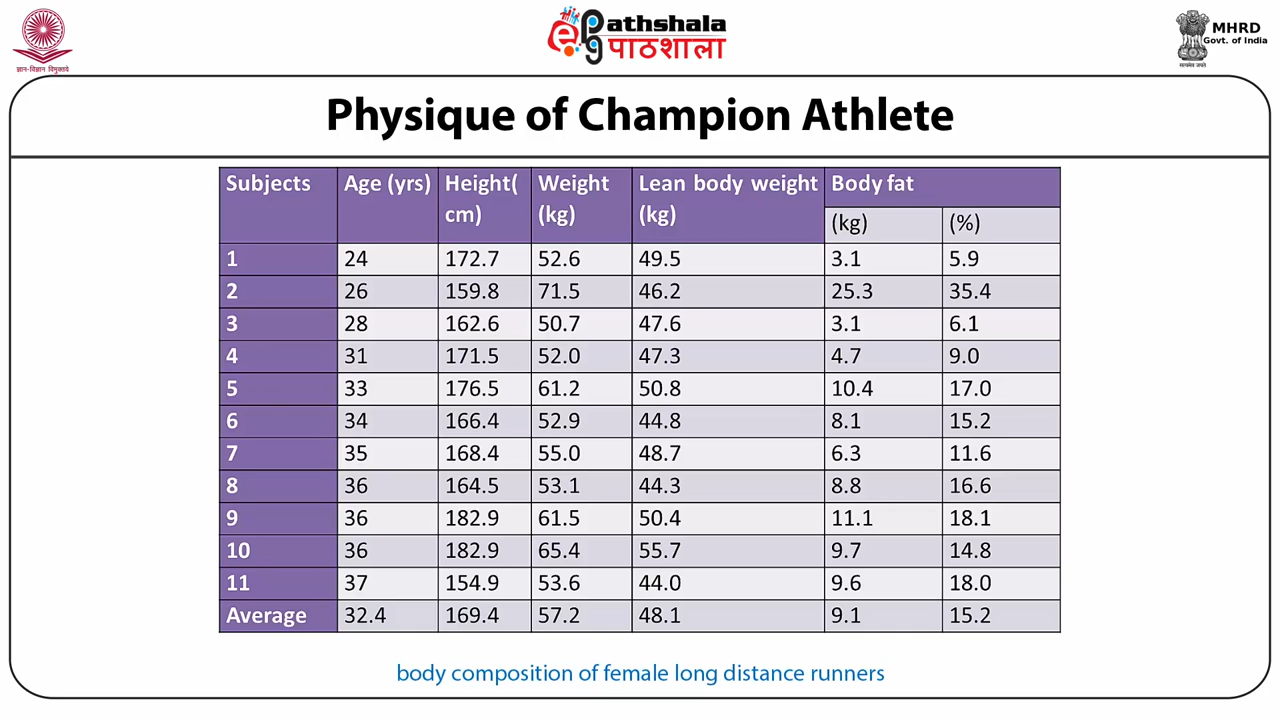 ज्ञान-विज्ञान विमुक्तये
ePathshala
पाठशाला
MHRD
Govt. of India
सत्यमेव जयते
Physique of Champion Athlete
Subjects Age (yrs) Height( cm) Weight (kg) Lean body weight (kg) Body fat
(kg) (%)
1 24 172.7 52.6 49.5 3.1 5.9
2 26 159.8 71.5 46.2 25.3 35.4
3 28 162.6 50.7 47.6 3.1 6.1
4 31 171.5 52.0 47.3 4.7 9.0
5 33 176.5 61.2 50.8 10.4 17.0
6 34 166.4 52.9 44.8 8.1 15.2
7 35 168.4 55.0 48.7 6.3 11.6
8 36 164.5 53.1 44.3 8.8 16.6
9 36 182.9 61.5 50.4 11.1 18.1
10 36 182.9 65.4 55.7 9.7 14.8
11 37 154.9 53.6 44.0 9.6 18.0
Average 32.4 169.4 57.2 48.1 9.1 15.2
body composition of female long distance runners